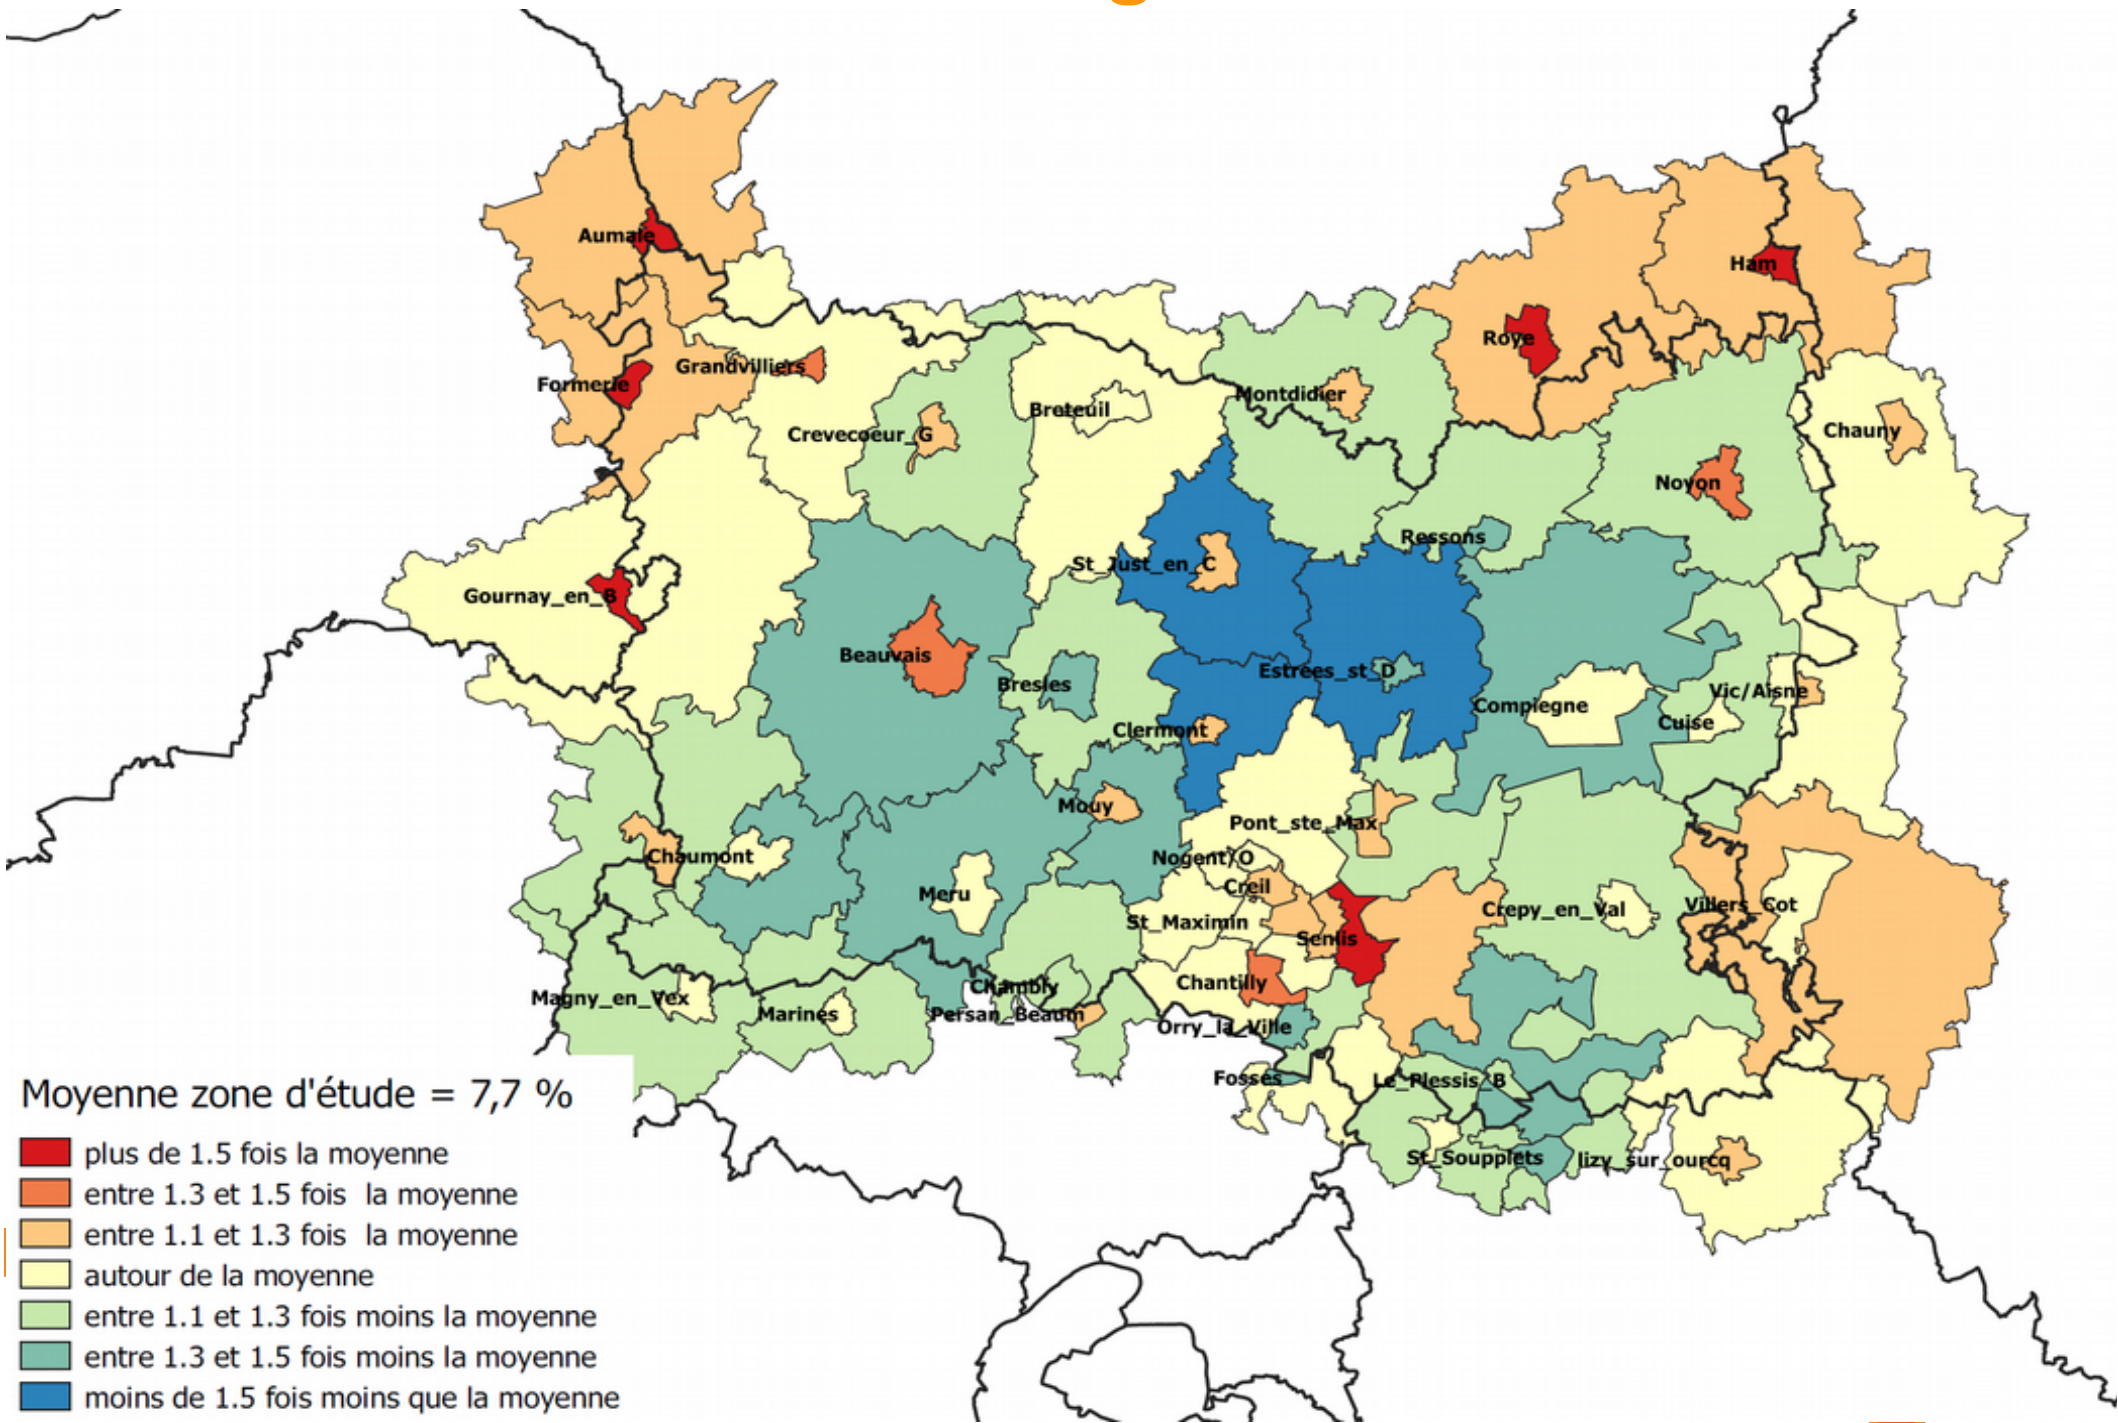 Aumale
Ham
Roye
Grandvilliers
Formerie
Montdidier
Breteuil
Chauny
Crevecoeur_G
Noyon
Ressons
St_Just_en_C
Gournay_en_B
Beauvais
Estrees_st_D
Bresles
Vic/Aisne
Compiegne
Cuise
Clermont
Mouy
Pont_ste_Max
Chaumont
Nogent/O
Creil
Meru
Villers_Cot
Crepy_en_Val
St_Maximin
Senlis
Chantilly
Chambly
Magny_en_Vex
Marines
Persan_Beaum
Orry_la_Ville
Fosses
Le_Plessis_B
St_Soupplets
lizy_sur_ourcq
Moyenne zone d'étude = 7,7 %
plus de 1.5 fois la moyenne
entre 1.3 et 1.5 fois la moyenne
entre 1.1 et 1.3 fois la moyenne
autour de la moyenne
entre 1.1 et 1.3 fois moins la moyenne
entre 1.3 et 1.5 fois moins la moyenne
moins de 1.5 fois moins que la moyenne